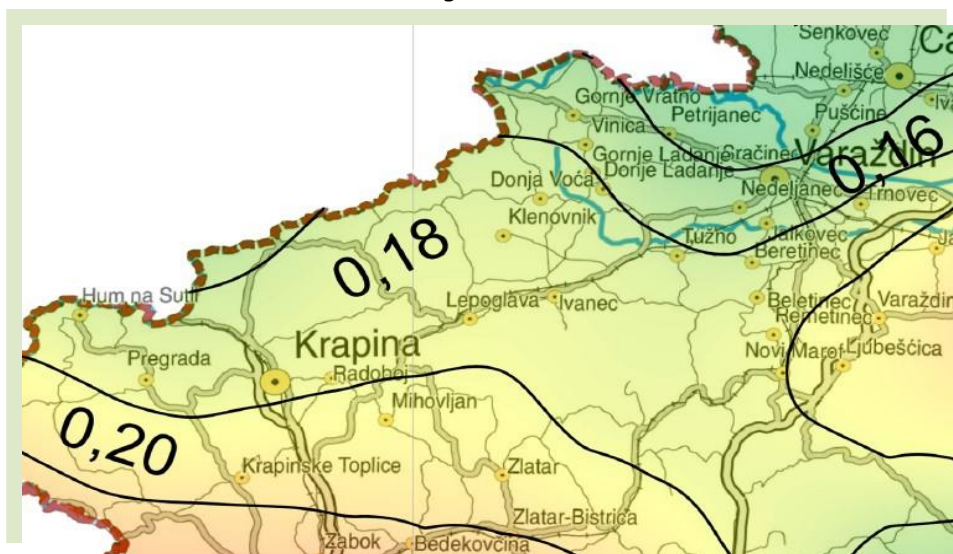 Senkovec
Nedelišće
Gornje Vratno
Petrijanec
Pušćine
Vinica
Gornje Ladanje
Sračinec
Varaždin
0,16
Donja Voća
Donje Ladanje
Nedeljanec
Trnovec
Klenovnik
Tužno
Jalkovec
Beretinec
0,18
Hum na Sutli
Lepoglava
Ivanec
Beletinec
Remetinec
Krapina
Novi Marof
Ljubešćica
Pregrada
Radoboj
Mihovljan
0,20
Krapinske Toplice
Zlatar
Zlatar-Bistrica
Zabok
Bedekovčina